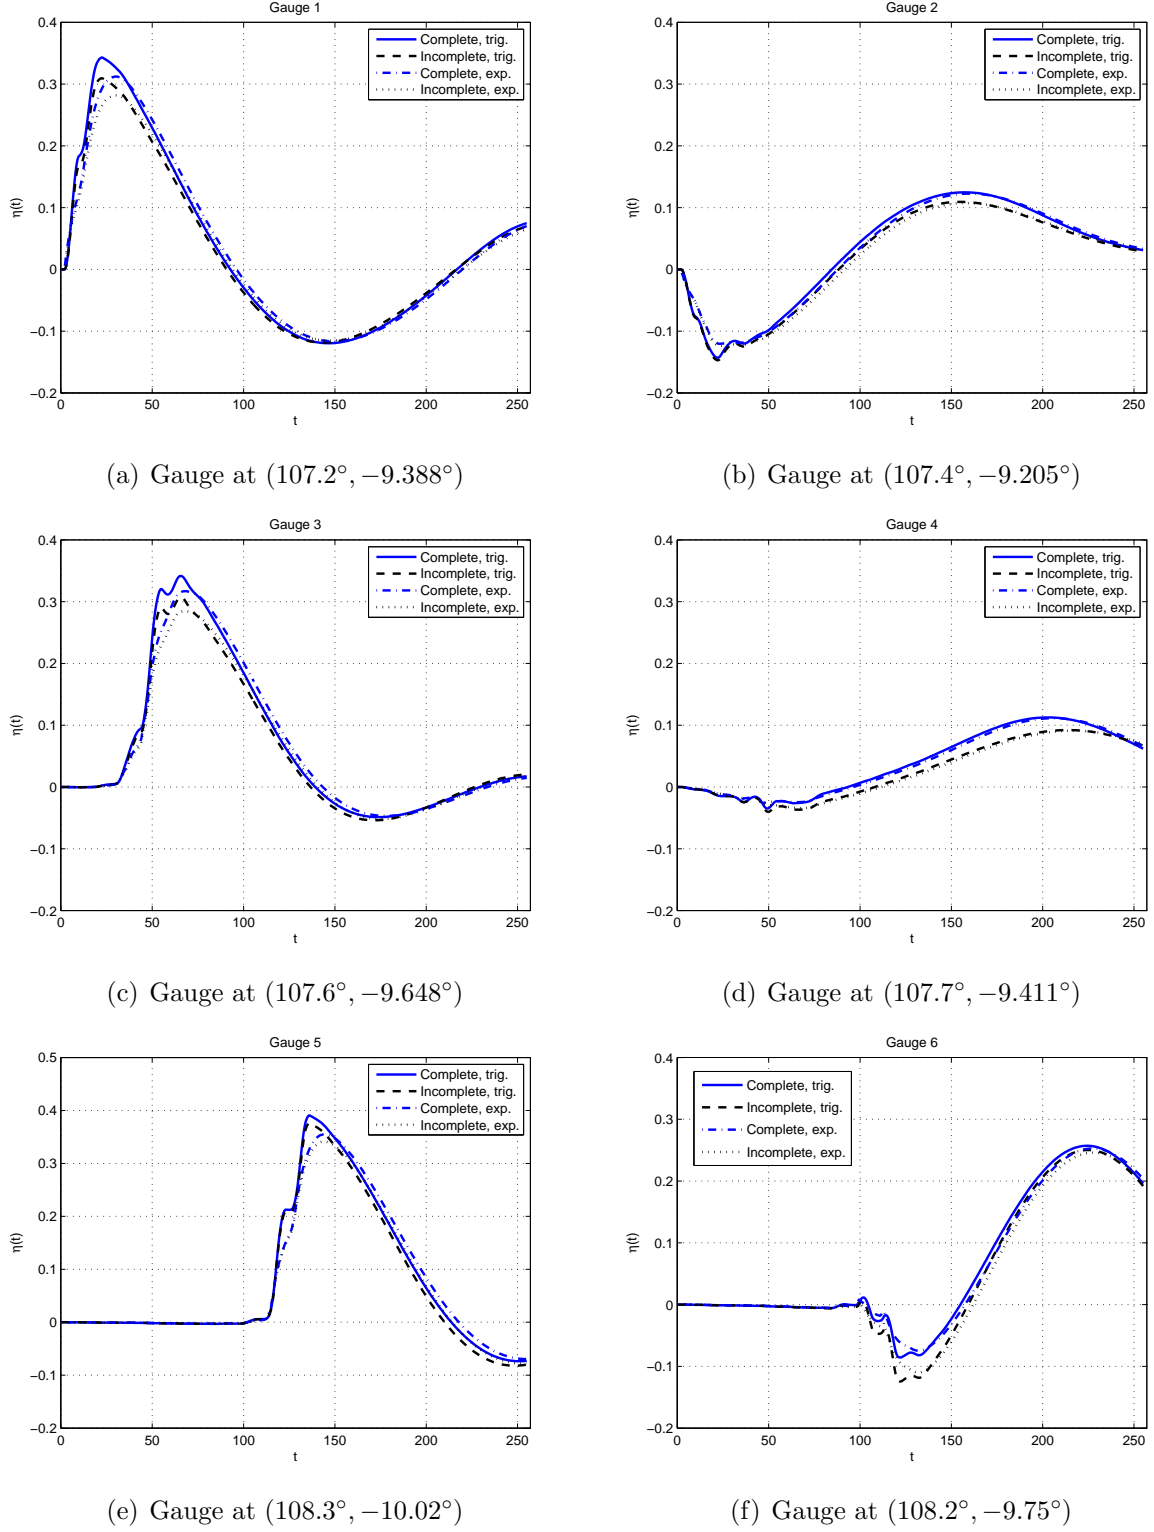 Gauge 1
Complete, trig.
Incomplete, trig.
Complete, exp.
Incomplete, exp.
0.4
0.3
0.2
0.1
0
−0.1
−0.2
η(t)
0 50 100 150 200 250
t
(a) Gauge at (107.2°, −9.388°)
Gauge 2
Complete, trig.
Incomplete, trig.
Complete, exp.
Incomplete, exp.
0.4
0.3
0.2
0.1
0
−0.1
−0.2
η(t)
0 50 100 150 200 250
t
(b) Gauge at (107.4°, −9.205°)
Gauge 3
Complete, trig.
Incomplete, trig.
Complete, exp.
Incomplete, exp.
0.4
0.3
0.2
0.1
0
−0.1
−0.2
η(t)
0 50 100 150 200 250
t
(c) Gauge at (107.6°, −9.648°)
Gauge 4
Complete, trig.
Incomplete, trig.
Complete, exp.
Incomplete, exp.
0.4
0.3
0.2
0.1
0
−0.1
−0.2
η(t)
0 50 100 150 200 250
t
(d) Gauge at (107.7°, −9.411°)
Gauge 5
Complete, trig.
Incomplete, trig.
Complete, exp.
Incomplete, exp.
0.5
0.4
0.3
0.2
0.1
0
−0.1
−0.2
η(t)
0 50 100 150 200 250
t
(e) Gauge at (108.3°, −10.02°)
Gauge 6
Complete, trig.
Incomplete, trig.
Complete, exp.
Incomplete, exp.
0.4
0.3
0.2
0.1
0
−0.1
−0.2
η(t)
0 50 100 150 200 250
t
(f) Gauge at (108.2°, −9.75°)